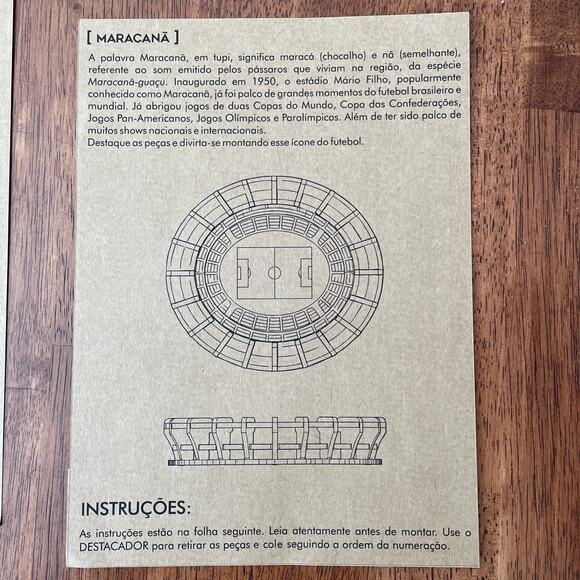 [ MARACANÃ ]
A palavra Maracanã, em tupi, significa maracá (chocalho) e nã (semelhante),
referente ao som emitido pelos pássaros que viviam na região, da espécie
Maracanã-guaçu. Inaugurado em 1950, o estádio Mário Filho, popularmente
conhecido como Maracanã, já foi palco de grandes momentos do futebol brasileiro e
mundial. Já abrigou jogos de duas Copas do Mundo, Copa das Confederações,
Jogos Pan-Americanos, Jogos Olímpicos e Paralímpicos. Além de ter sido palco de
muitos shows nacionais e internacionais.
Destaque as peças e divirta-se montando esse ícone do futebol.
INSTRUÇÕES:
As instruções estão na folha seguinte. Leia atentamente antes de montar. Use o
DESTACADOR para retirar as peças e cole seguindo a ordem da numeração.